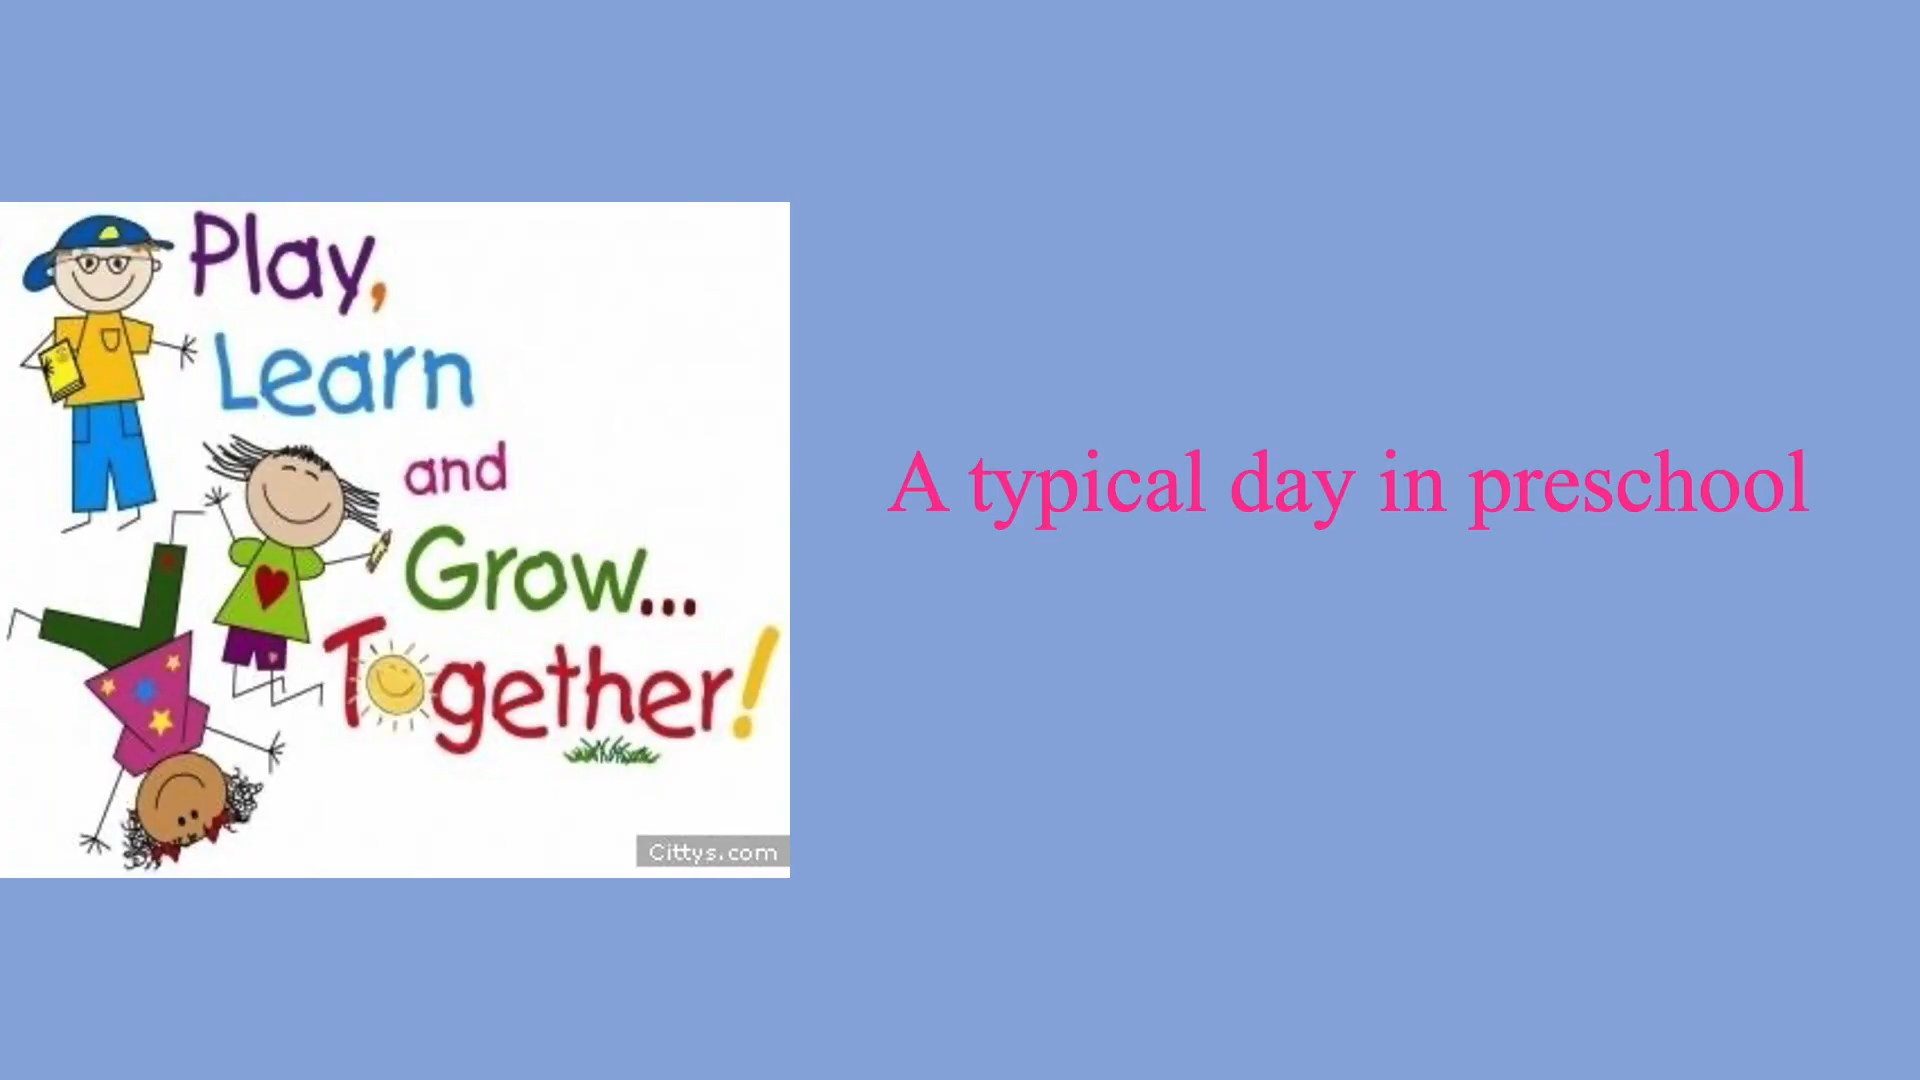 Play,
Learn
and
Grow...
Together!
Cittys.com
A typical day in preschool